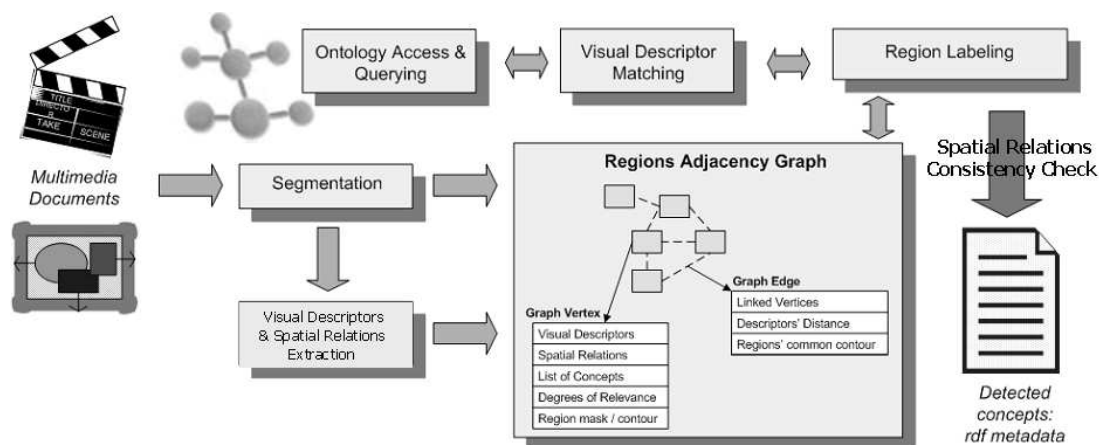 Ontology Access &
Querying
Visual Descriptor
Matching
Region Labeling
TITLE
DIRECTO
R
TAKE
SCENE
Multimedia
Documents
Segmentation
Regions Adjacency Graph
Spatial Relations
Consistency Check
Visual Descriptors
& Spatial Relations
Extraction
Graph Vertex
Visual Descriptors
Spatial Relations
List of Concepts
Degrees of Relevance
Region mask / contour
Graph Edge
Linked Vertices
Descriptors' Distance
Regions' common contour
Detected
concepts:
rdf metadata